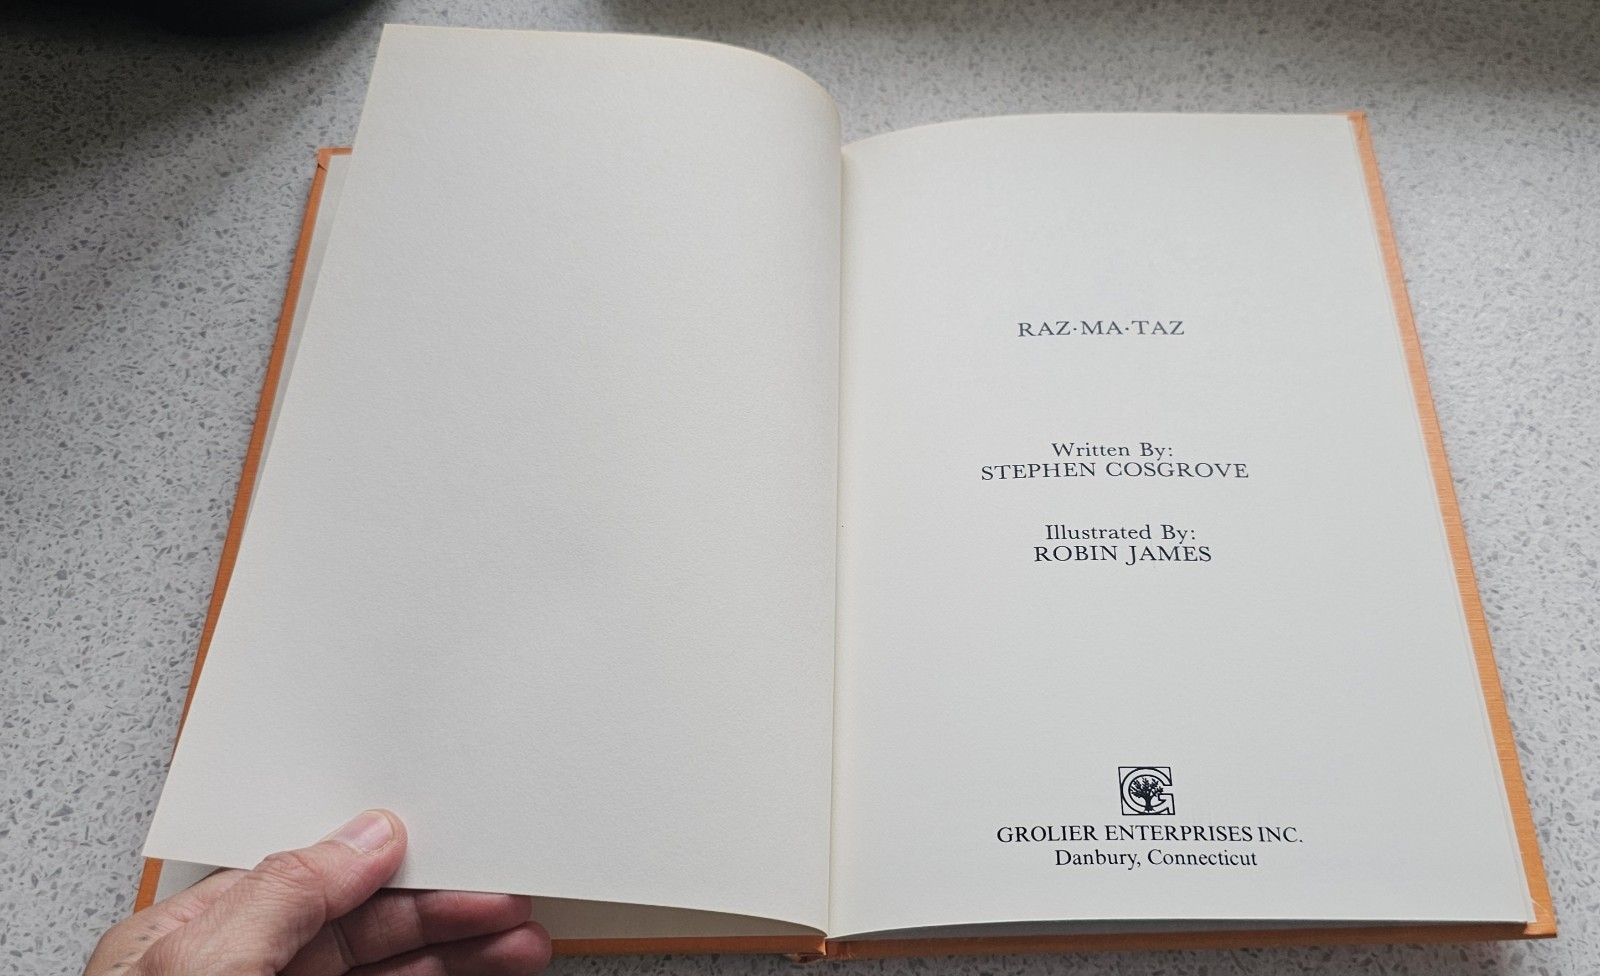 RAZ·MA·TAZ
Written By:
STEPHEN COSGROVE
Illustrated By:
ROBIN JAMES
G
GROLIER ENTERPRISES INC.
Danbury, Connecticut